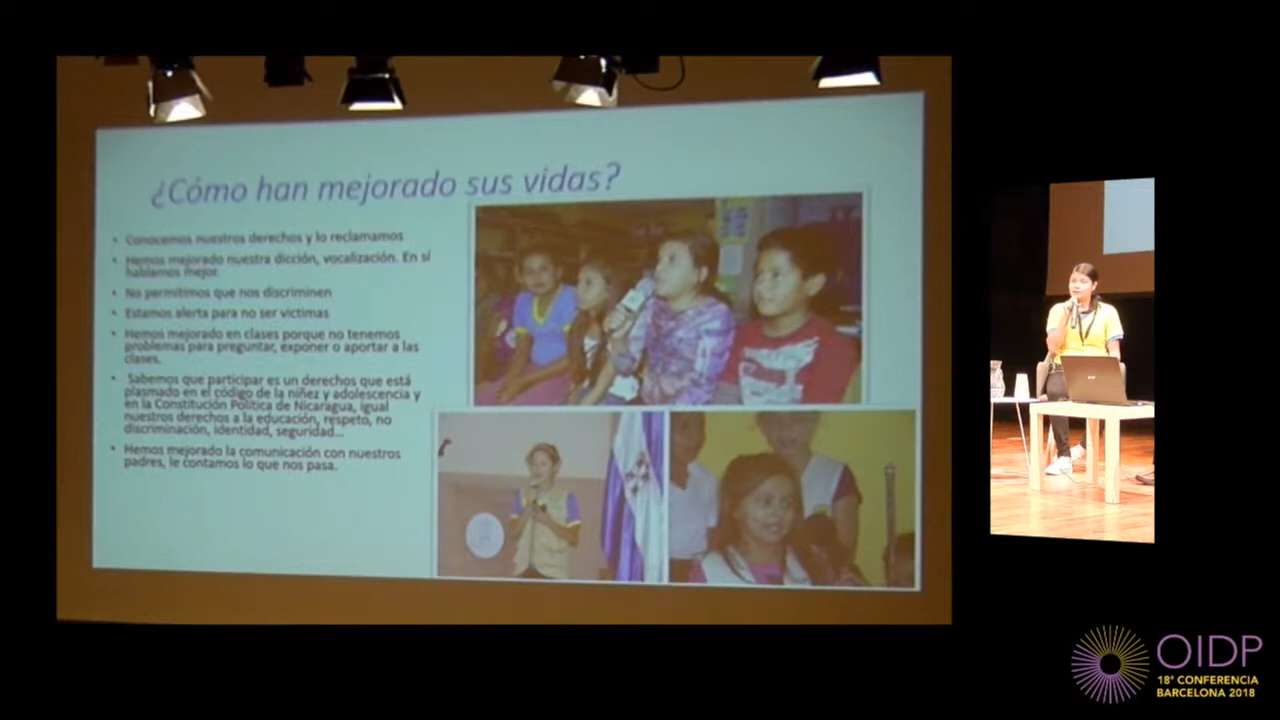 ¿Cómo han mejorado sus vidas?
• Conocemos nuestros derechos y lo reclamamos
• Hemos mejorado nuestra dicción, vocalización. En sí
hablamos mejor.
• No permitimos que nos discriminen
• Estamos alerta para no ser victimas
• Hemos mejorado en clases porque no tenemos
problemas para preguntar, exponer o aportar a las
clases.
• Sabemos que participar es un derechos que está
plasmado en el código de la niñez y adolescencia y
en la Constitución Política de Nicaragua, igual
nuestros derechos a la educación, respeto, no
discriminación, identidad, seguridad...
• Hemos mejorado la comunicación con nuestros
padres, le contamos lo que nos pasa.
OIDP
18ª CONFERENCIA
BARCELONA 2018